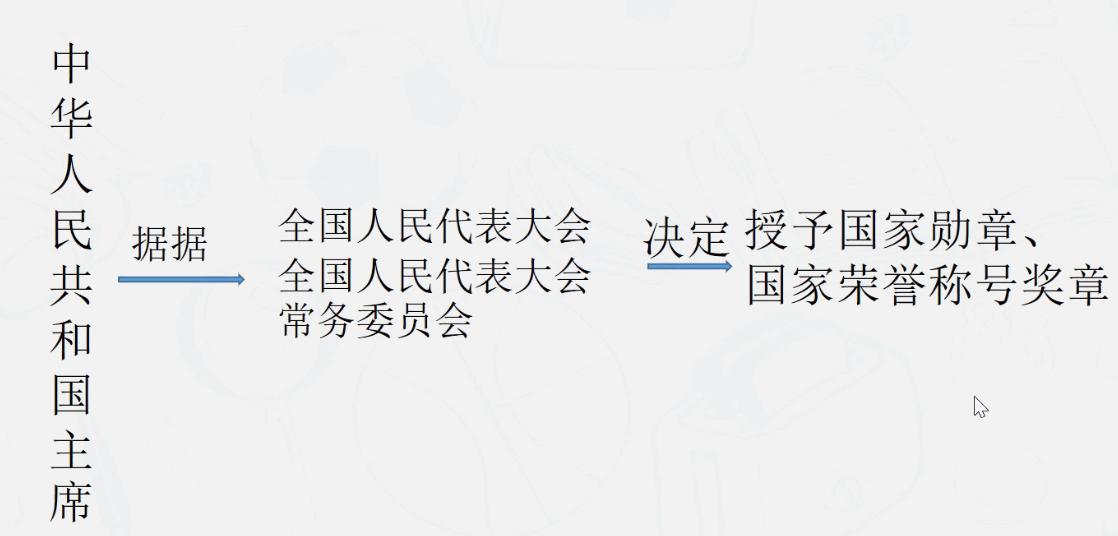 中华人民共和国主席
据据
全国人民代表大会
全国人民代表大会
常务委员会
决定
授予国家勋章、
国家荣誉称号奖章